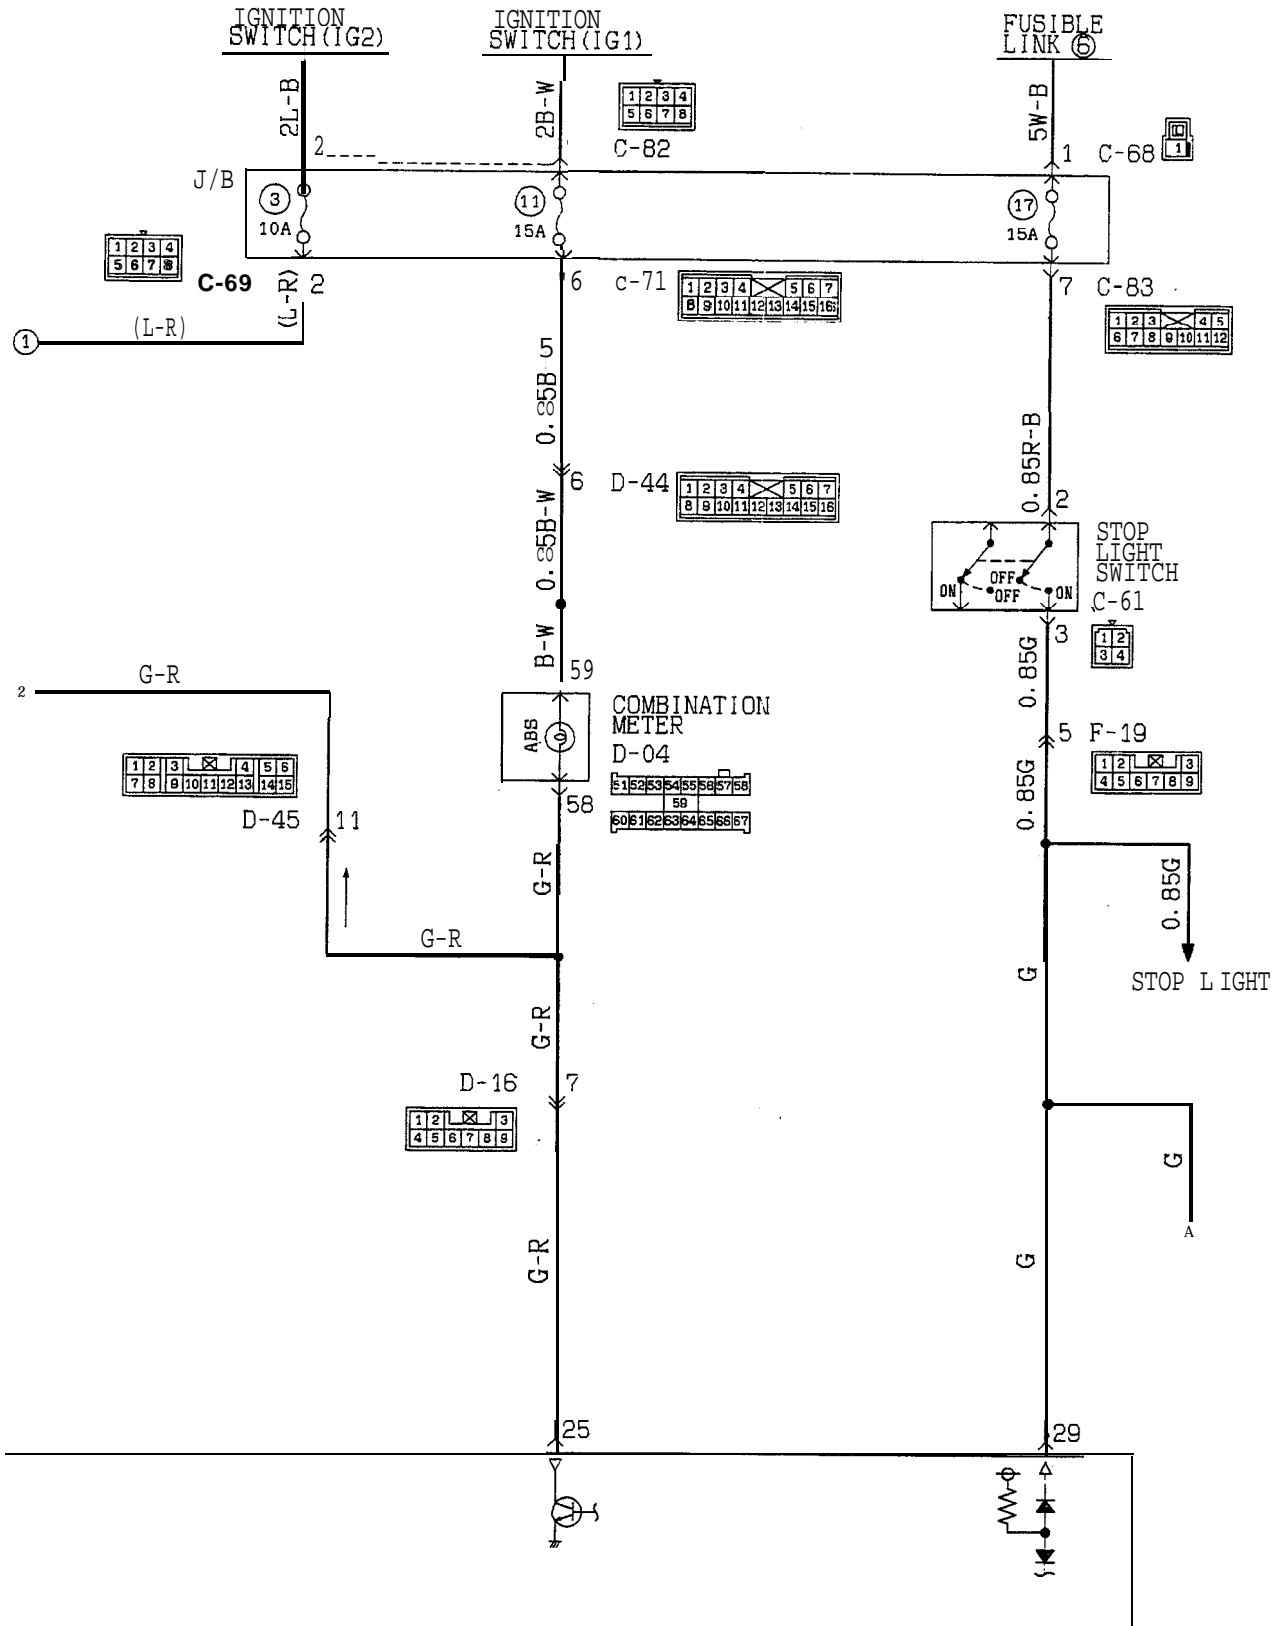 IGNITION
SWITCH(IG2)
IGNITION
SWITCH(IG1)
FUSIBLE
LINK ⑥
2L-B
2B-W
5W-B
1 2 3 4
5 6 7 8
C-82
2
1
C-68
1
J/B
3
10A
11
15A
17
15A
1 2 3 4
5 6 7 8
C-69
2
(L-R)
6
c-71
1 2 3 4 5 6 7
8 9 10 11 12 13 14 15 16
7
C-83
1 2 3 4 5
6 7 8 9 10 11 12
1
(L-R)
5
0.85B
0.85R-B
6
D-44
1 2 3 4 5 6 7
8 9 10 11 12 13 14 15 16
2
0.85B-W
STOP
LIGHT
SWITCH
C-61
OFF
ON
OFF
ON
3
1 2
3 4
B-W
59
0.85G
2
G-R
ABS
COMBINATION
METER
D-04
51 52 53 54 55 56 57 58
59
60 61 62 63 64 65 66 67
5
F-19
1 2 3
4 5 6 7 8 9
1 2 3 4 5 6
7 8 9 10 11 12 13 14 15
D-45
11
58
0.85G
G-R
0.85G
G-R
STOP LIGHT
G
G-R
D-16
7
1 2 3
4 5 6 7 8 9
G
A
G-R
G
25
29